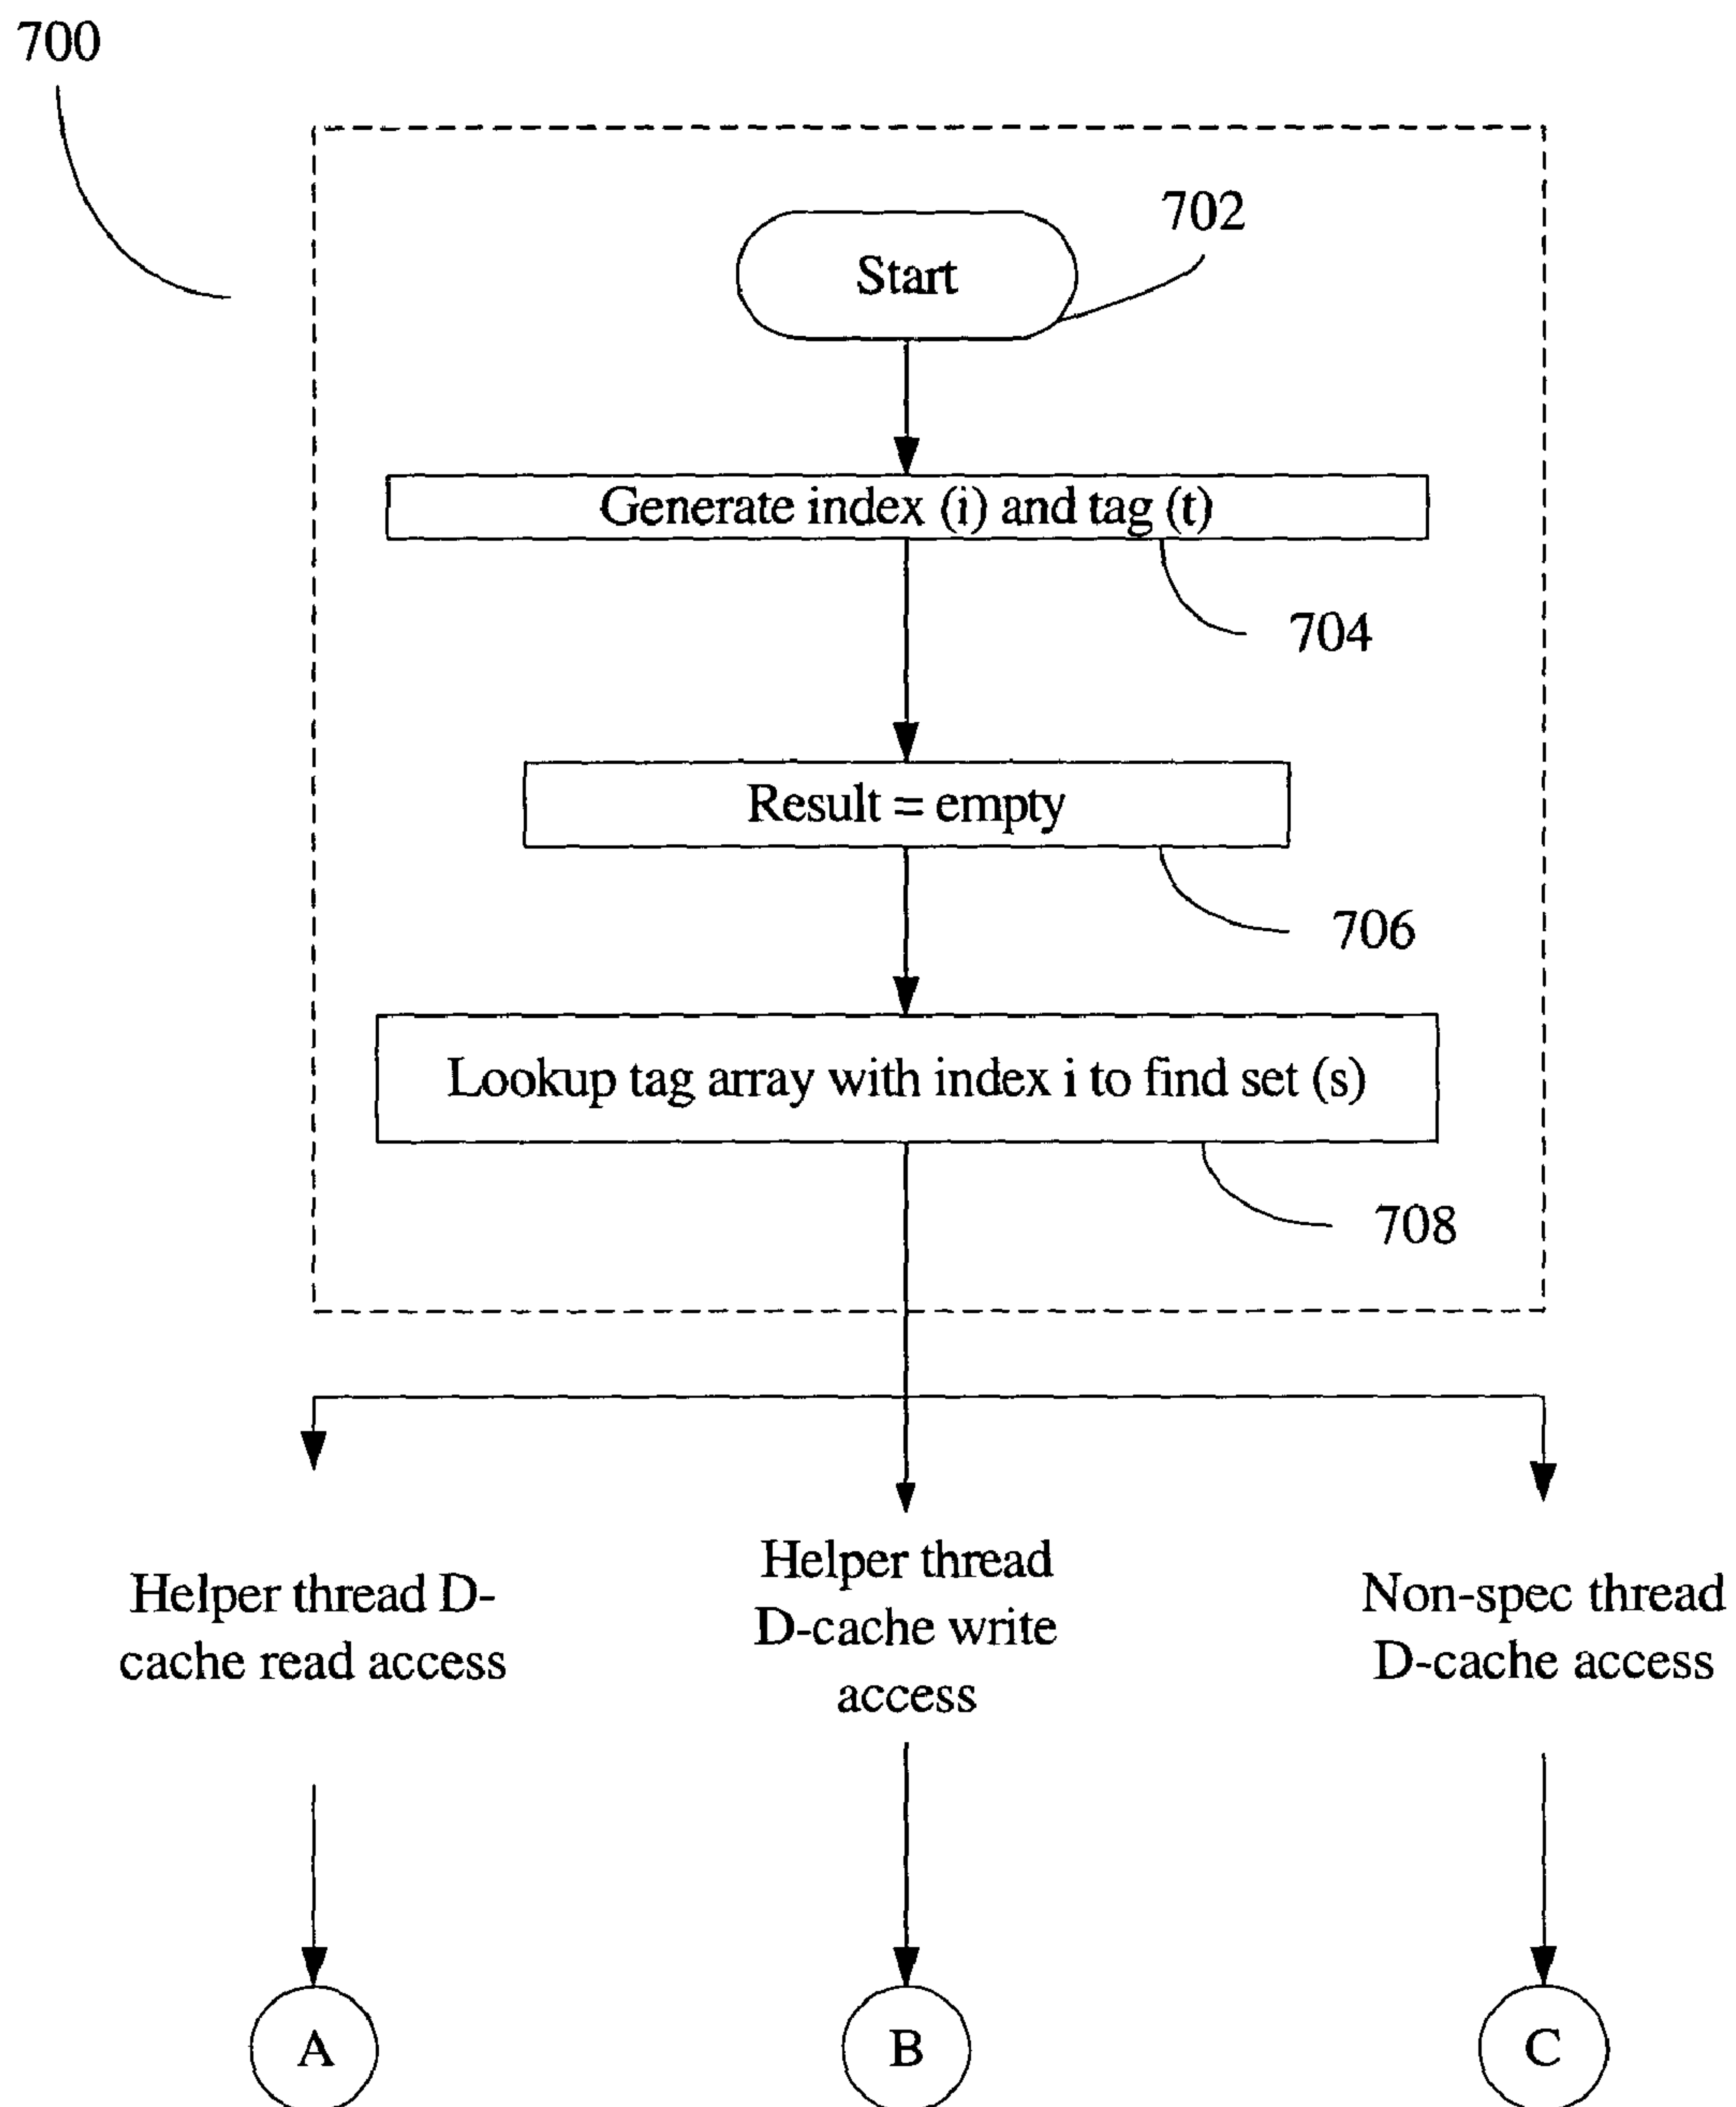 700
702
Start
Generate index (i) and tag (t)
704
Result = empty
706
Lookup tag array with index i to find set (s)
708
Helper thread D-
cache read access
Helper thread
D-cache write
access
Non-spec thread
D-cache access
A
B
C